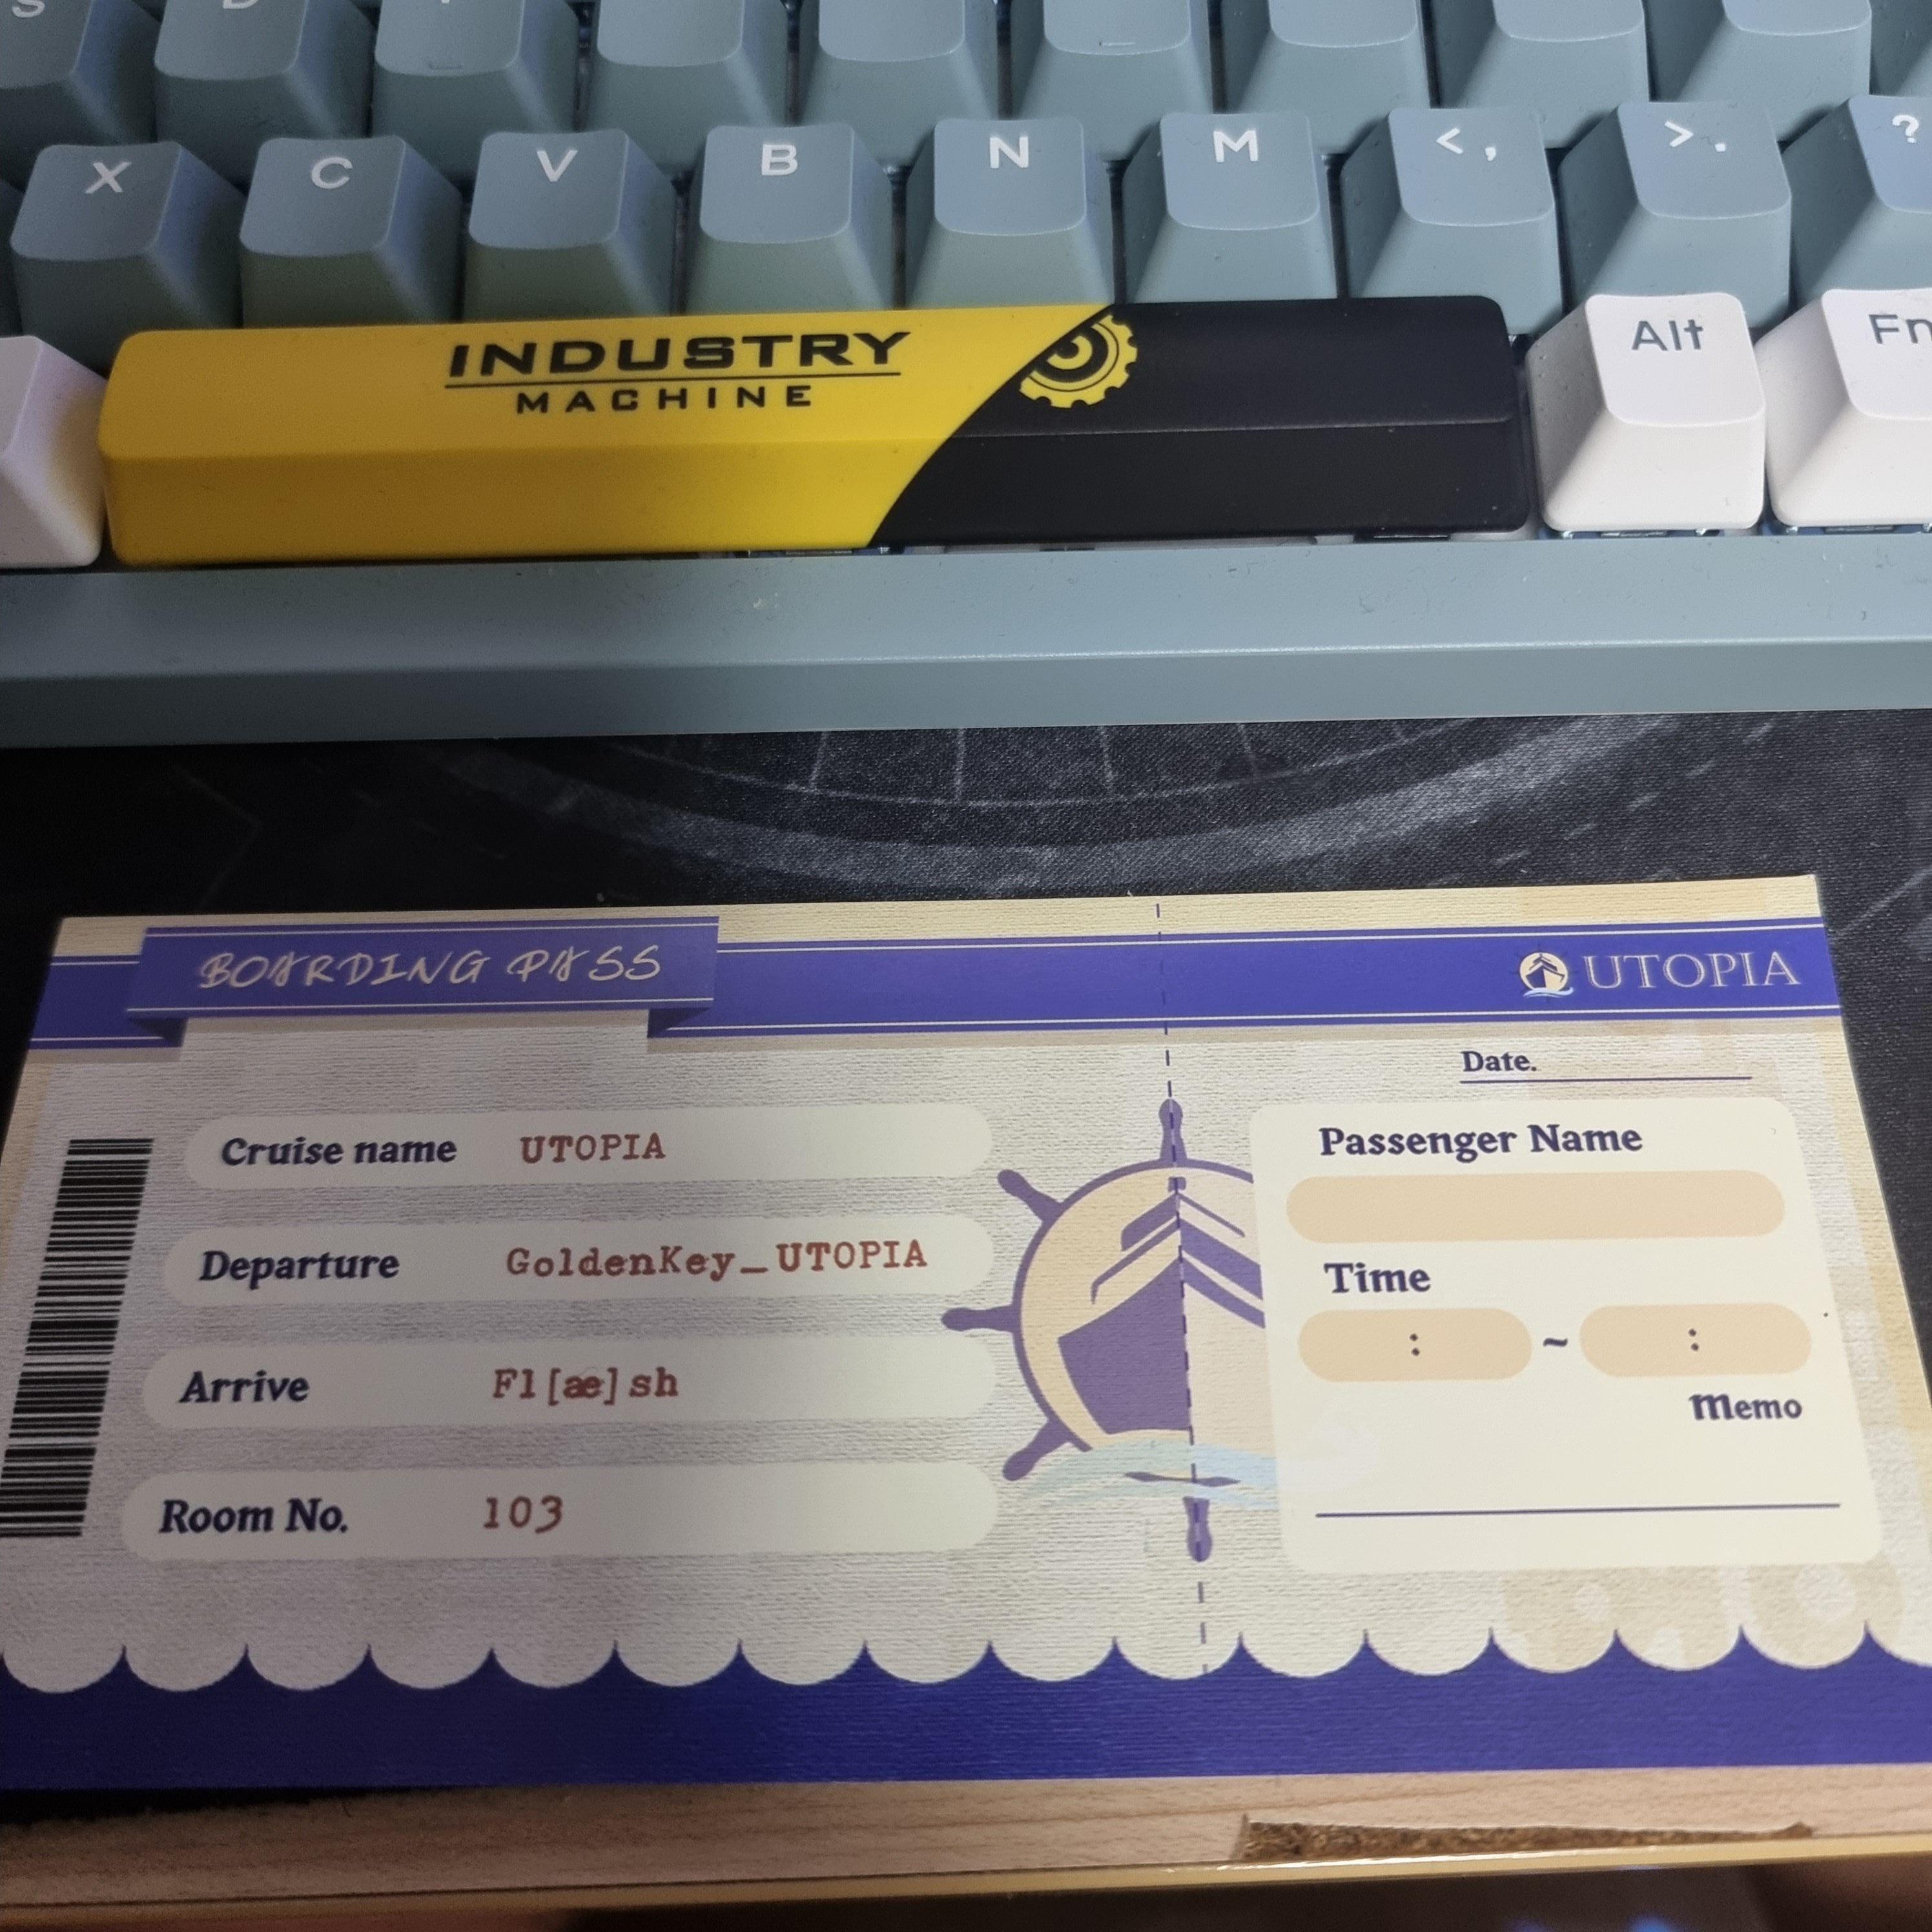 X C V B N M < , > . ?
INDUSTRY
MACHINE
Alt Fn
BOARDING PASS
UTOPIA
Date.
Cruise name UTOPIA
Departure GoldenKey_UTOPIA
Arrive Fl[æ]sh
Room No. 103
Passenger Name
Time
: ~ :
Memo